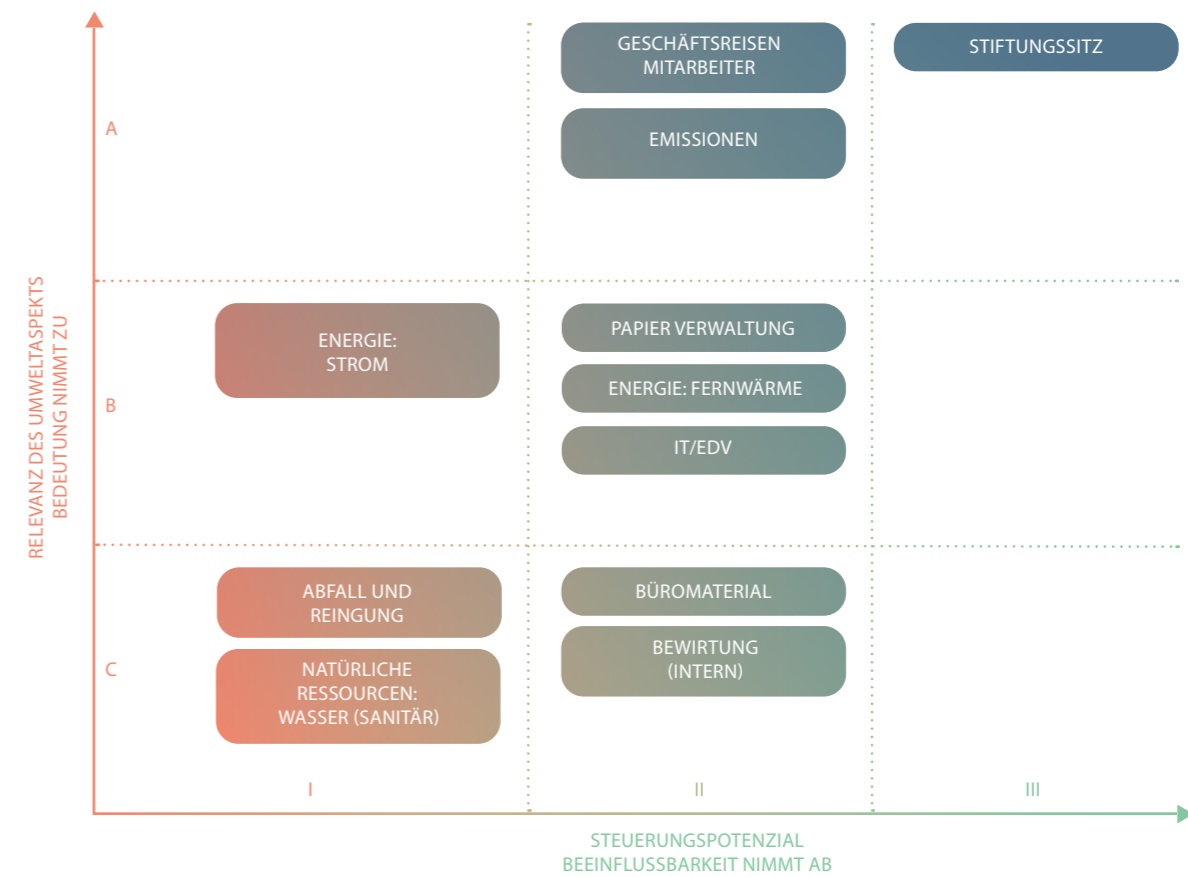 GESCHÄFTSREISEN
MITARBEITER
STIFTUNGSSITZ
A
EMISSIONEN
RELEVANZ DES UMWELTASPEKTS
BEDEUTUNG NIMMT ZU
B
ENERGIE:
STROM
PAPIER VERWALTUNG
ENERGIE: FERNWÄRME
IT/EDV
C
ABFALL UND
REINGUNG
BÜROMATERIAL
NATÜRLICHE
RESSOURCEN:
WASSER (SANITÄR)
BEWIRTUNG
(INTERN)
I
II
III
STEUERUNGSPOTENZIAL
BEEINFLUSSBARKEIT NIMMT AB